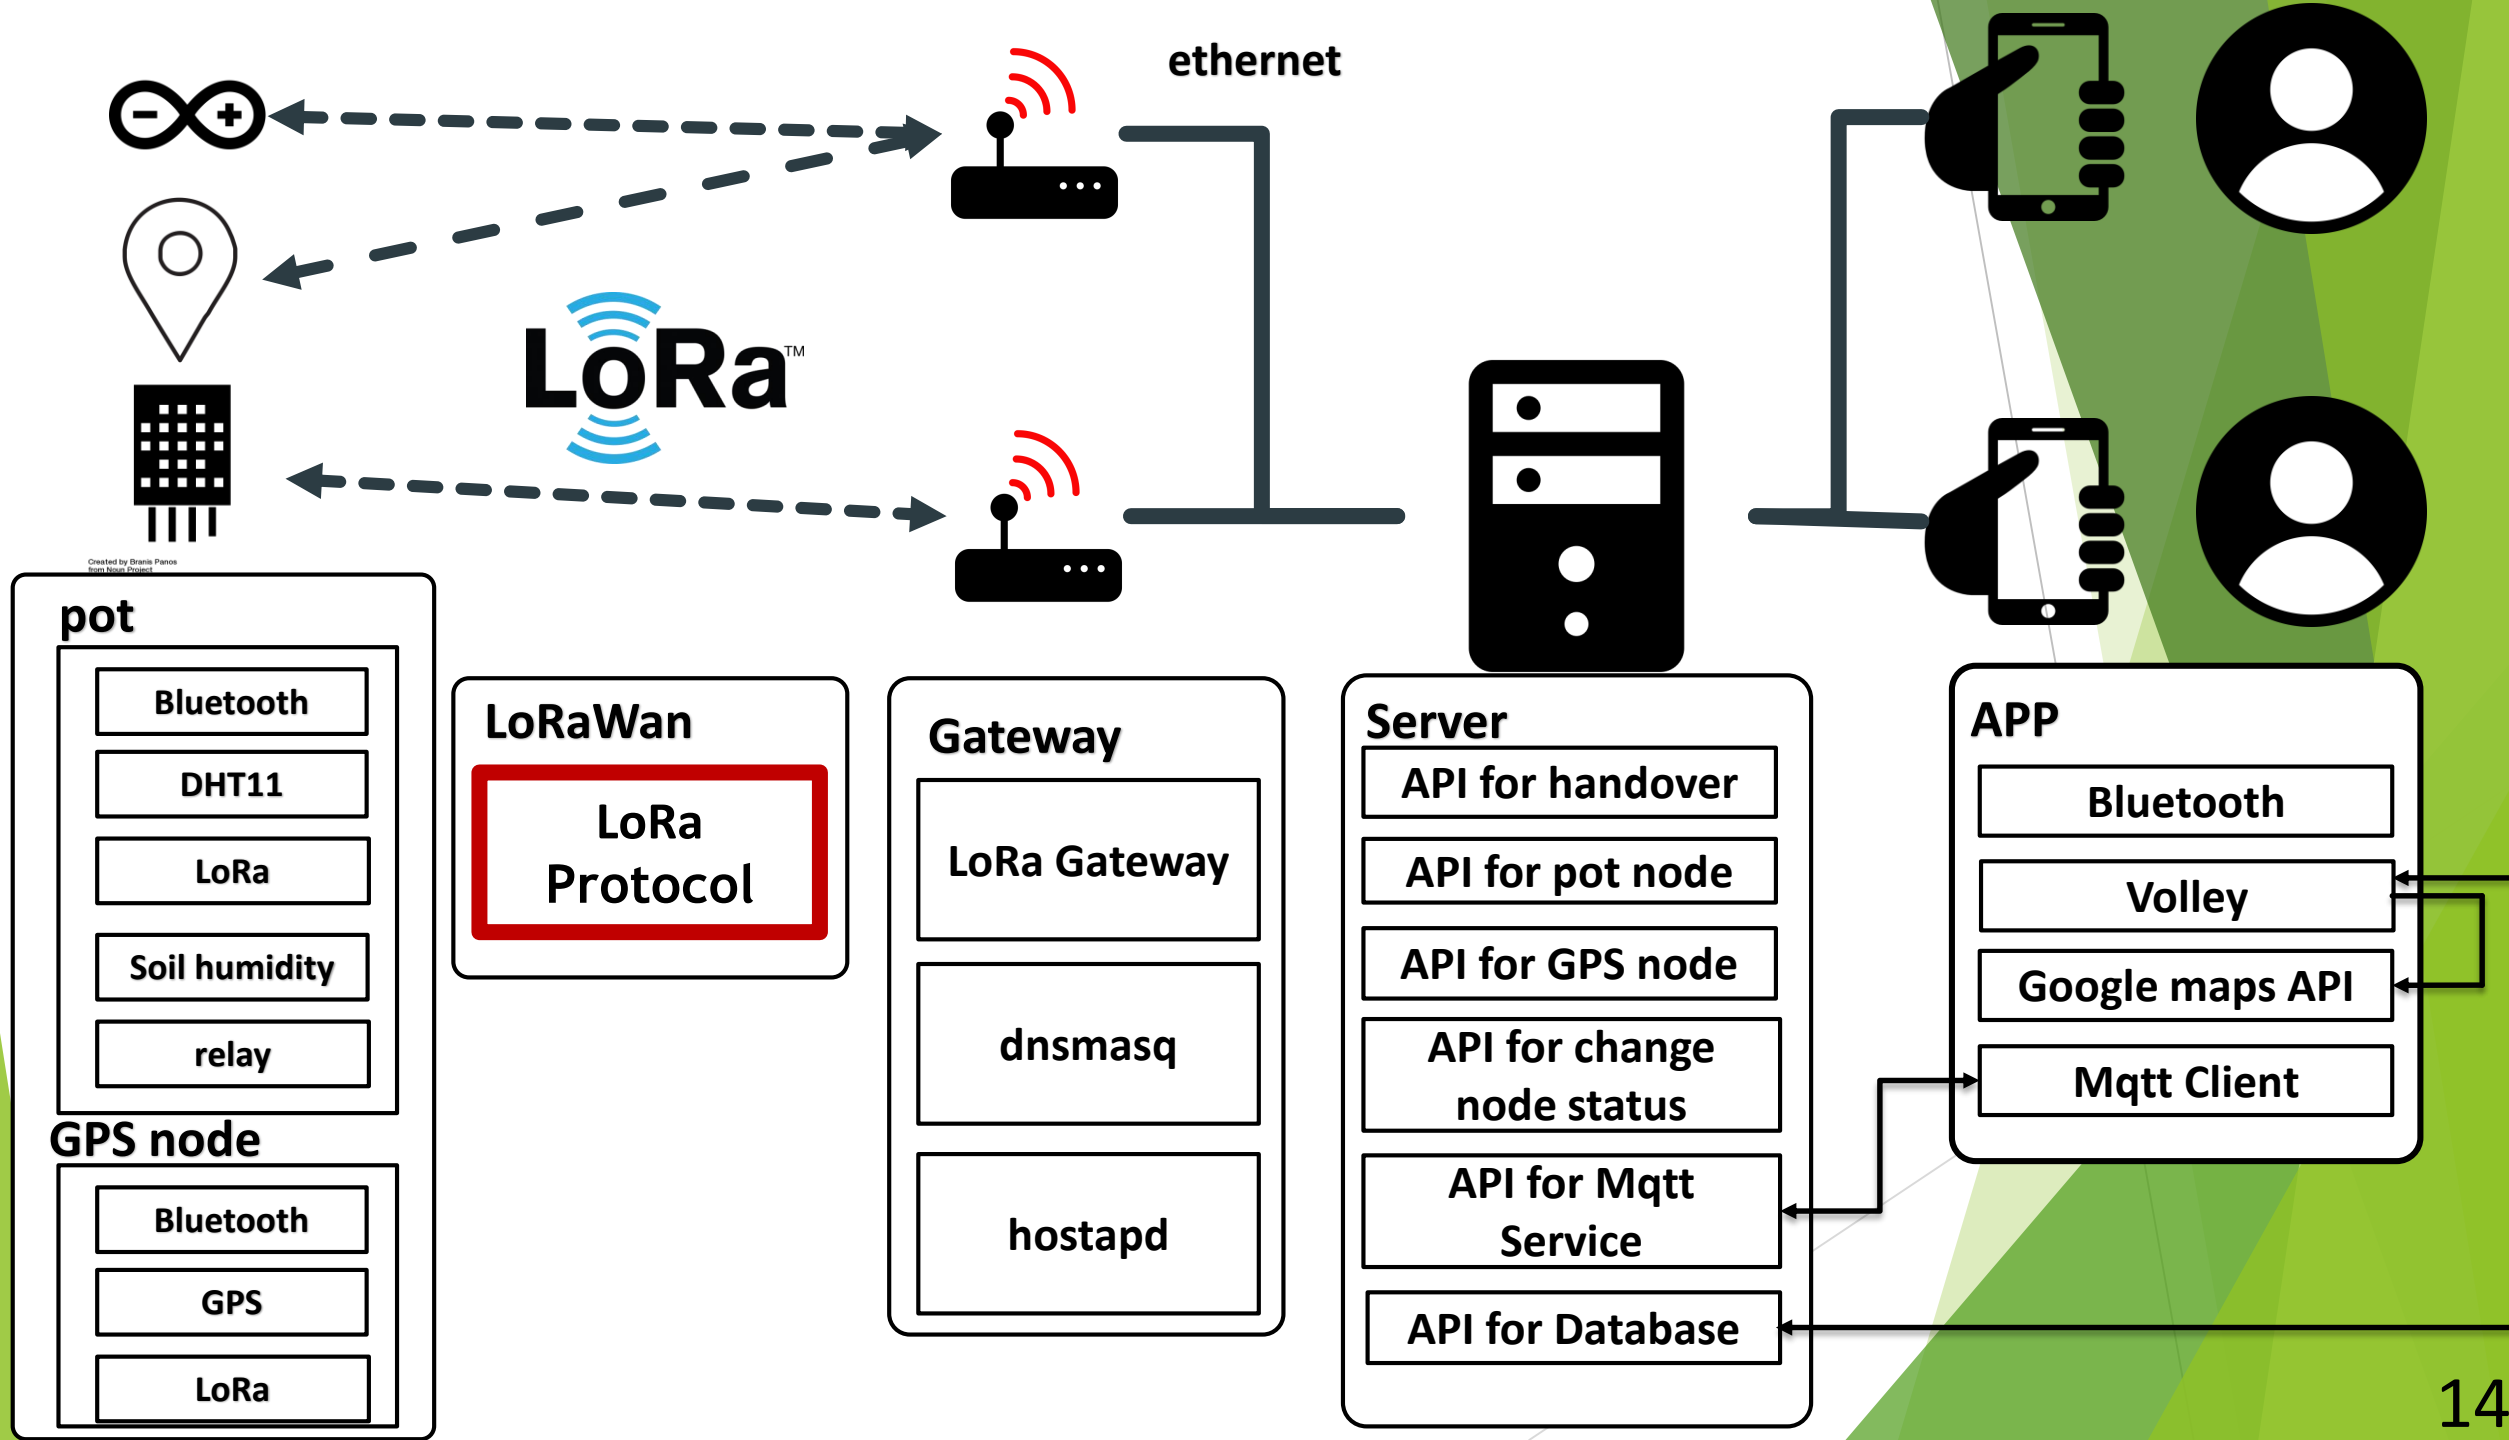 ethernet
LoRa™
Created by Branis Panos
from Noun Project
pot
Bluetooth
DHT11
LoRa
Soil humidity
relay
GPS node
Bluetooth
GPS
LoRa
LoRaWan
LoRa
Protocol
Gateway
LoRa Gateway
dnsmasq
hostapd
Server
API for handover
API for pot node
API for GPS node
API for change
node status
API for Mqtt
Service
API for Database
APP
Bluetooth
Volley
Google maps API
Mqtt Client
14